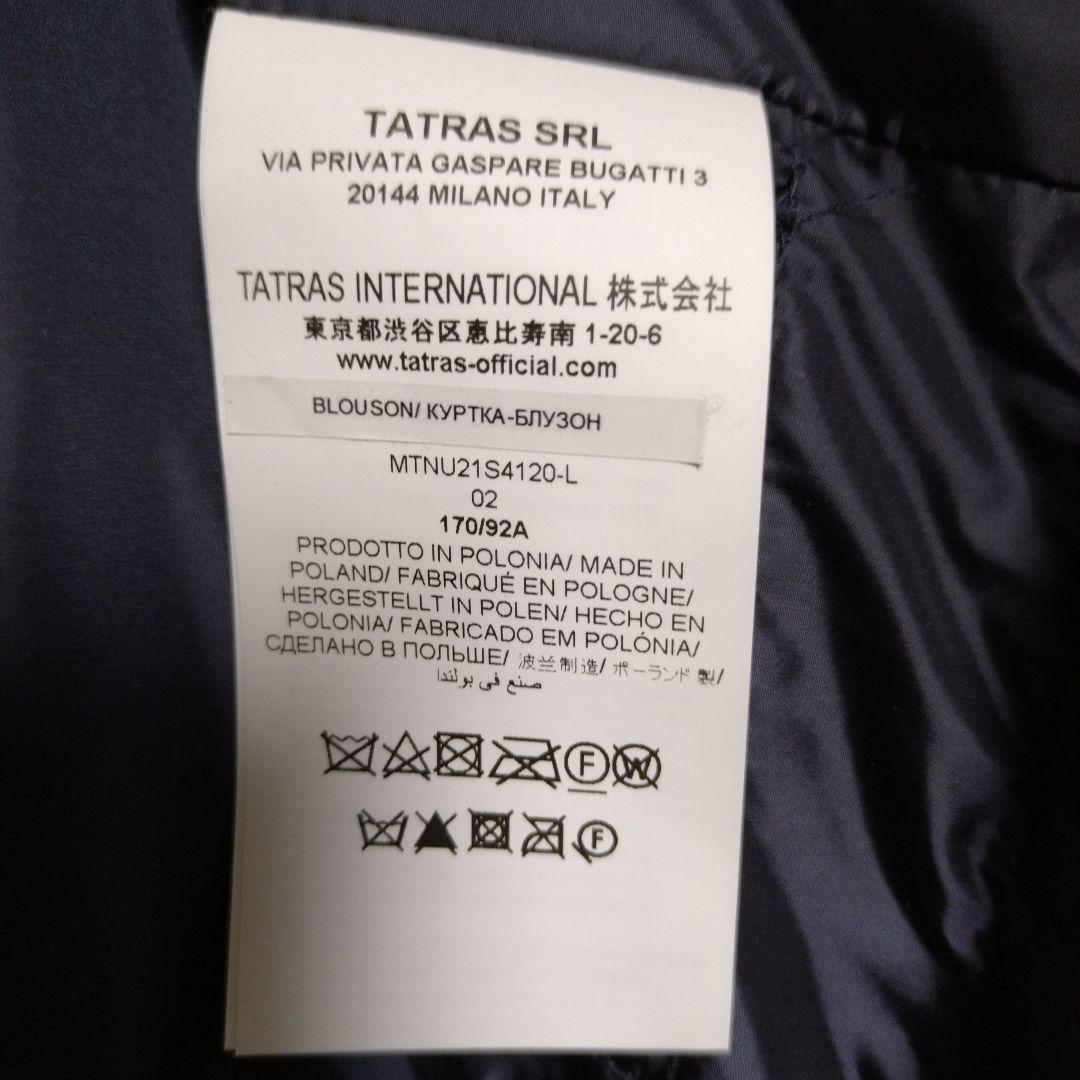 TATRAS SRL
VIA PRIVATA GASPARE BUGATTI 3
20144 MILANO ITALY
TATRAS INTERNATIONAL 株式会社
東京都渋谷区恵比寿南 1-20-6
www.tatras-official.com
BLOUSON/ КУРТКА-БЛУЗОН
MTNU21S4120-L
02
170/92A
PRODOTTO IN POLONIA/ MADE IN
POLAND/ FABRIQUÉ EN POLOGNE/
HERGESTELLT IN POLEN/ HECHO EN
POLONIA/ FABRICADO EM POLÓNIA/
СДЕЛАНО В ПОЛЬШЕ/ 波兰制造/ ポーランド 製/
صنع في بولندا
F W
F